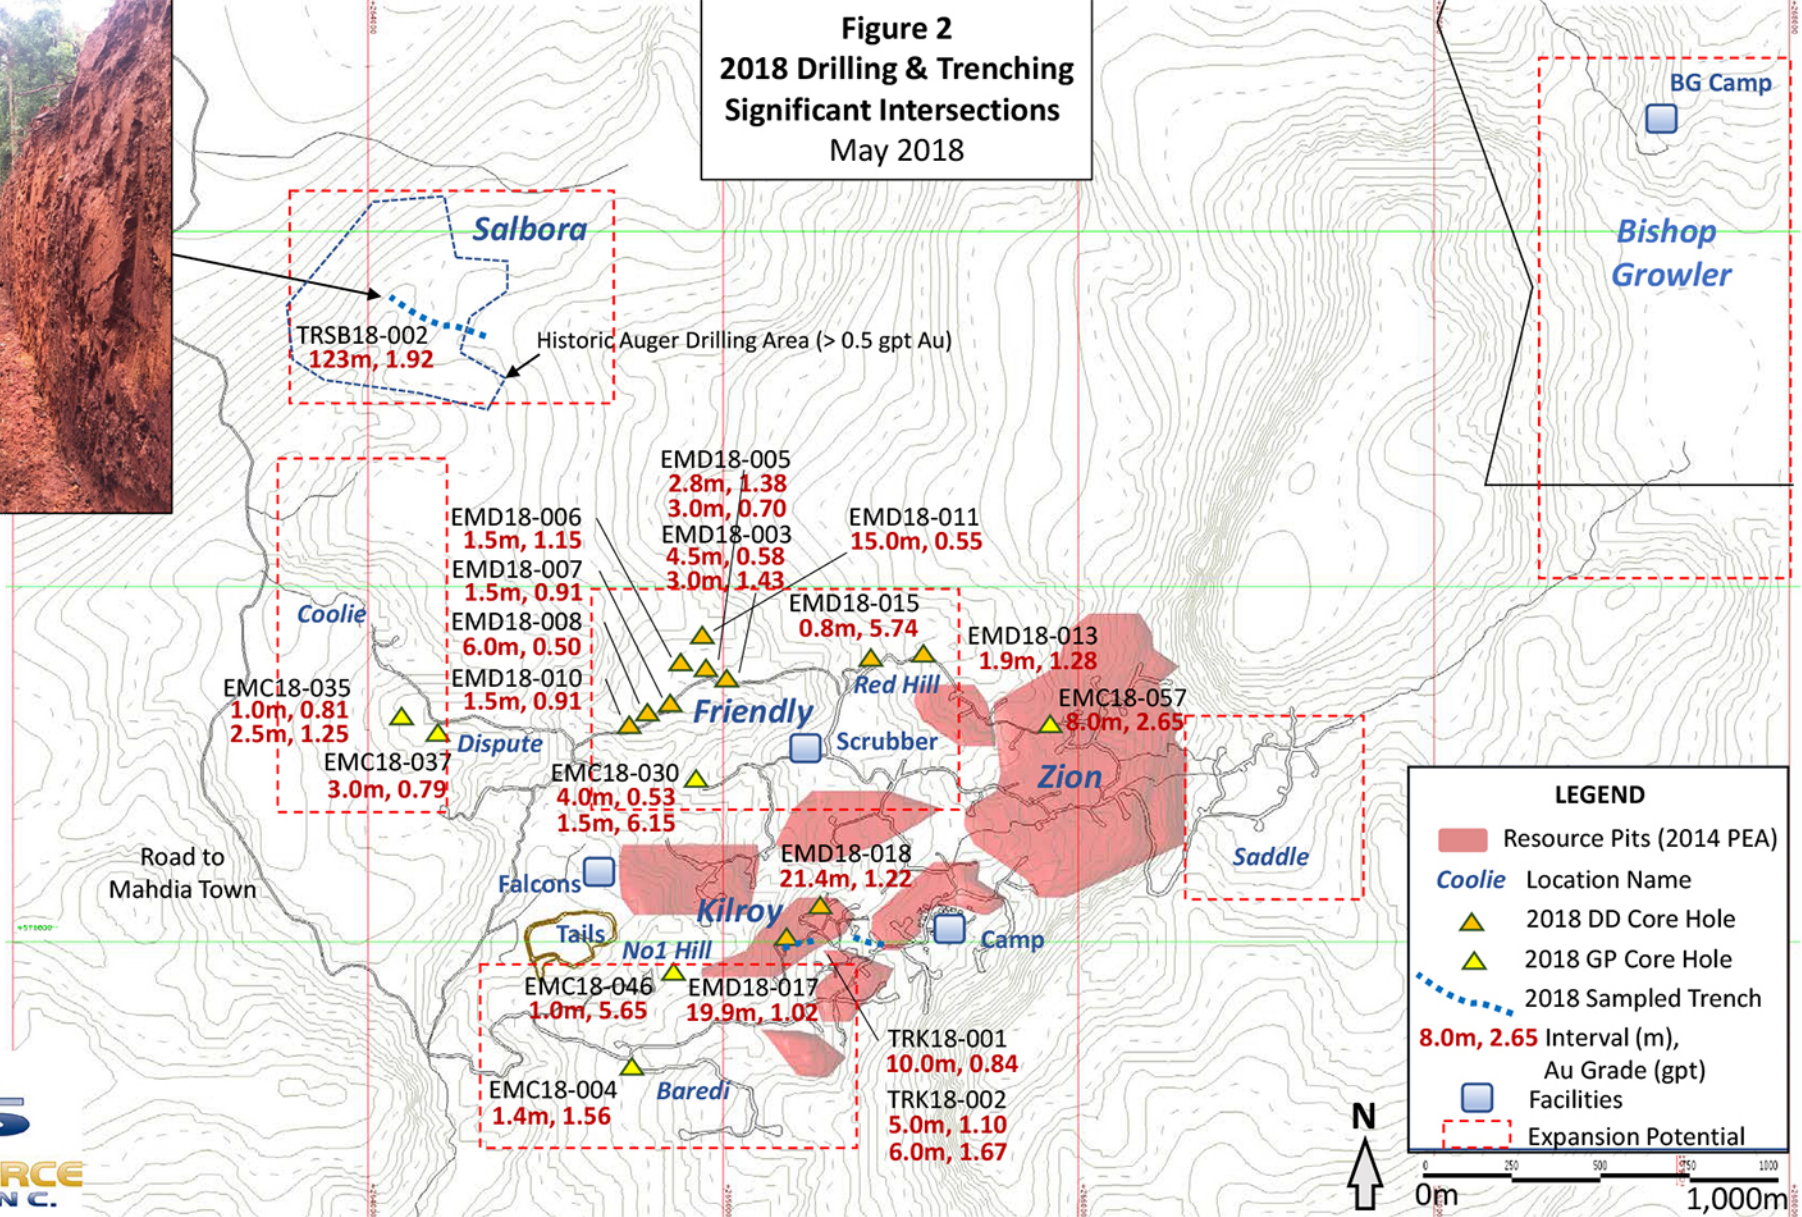 Figure 2
2018 Drilling & Trenching
Significant Intersections
May 2018
BG Camp
Bishop
Growler
Salbora
TRSB18-002
123m, 1.92
Historic Auger Drilling Area (> 0.5 gpt Au)
EMD18-005
2.8m, 1.38
3.0m, 0.70
EMD18-003
4.5m, 0.58
3.0m, 1.43
EMD18-011
15.0m, 0.55
EMD18-006
1.5m, 1.15
EMD18-007
1.5m, 0.91
EMD18-008
6.0m, 0.50
EMD18-010
1.5m, 0.91
EMD18-015
0.8m, 5.74
EMD18-013
1.9m, 1.28
Coolie
EMC18-035
1.0m, 0.81
2.5m, 1.25
Dispute
EMC18-037
3.0m, 0.79
Friendly
Red Hill
Scrubber
EMC18-057
8.0m, 2.65
Zion
EMC18-030
4.0m, 0.53
1.5m, 6.15
Saddle
Road to
Mahdia Town
Falcons
EMD18-018
21.4m, 1.22
Kilroy
Tails
No1 Hill
Camp
EMC18-046
1.0m, 5.65
EMD18-017
19.9m, 1.02
TRK18-001
10.0m, 0.84
TRK18-002
5.0m, 1.10
6.0m, 1.67
EMC18-004
1.4m, 1.56
Baredi
LEGEND
Resource Pits (2014 PEA)
Coolie Location Name
2018 DD Core Hole
2018 GP Core Hole
2018 Sampled Trench
8.0m, 2.65 Interval (m),
Au Grade (gpt)
Facilities
Expansion Potential
N
0 250 500 750 1000
0m 1,000m
RCE
N C.